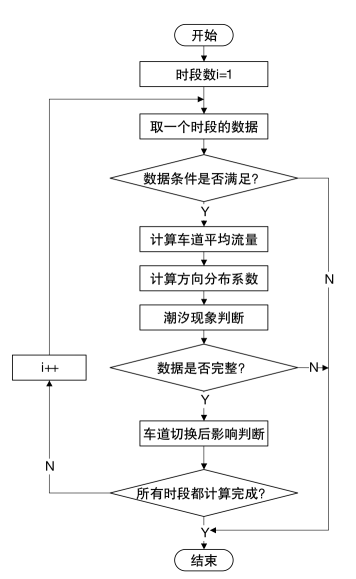 开始
时段数i=1
取一个时段的数据
数据条件是否满足?
Y
N
计算车道平均流量
计算方向分布系数
潮汐现象判断
数据是否完整?
N
i++
Y
车道切换后影响判断
N
所有时段都计算完成?
Y
结束